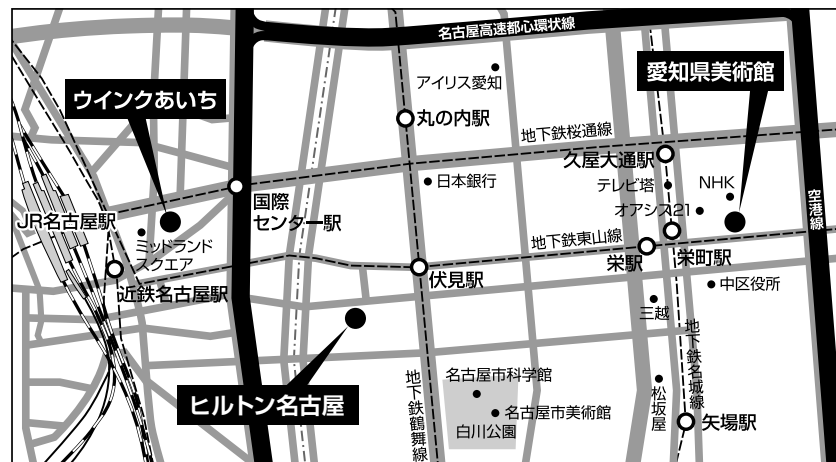 名古屋高速都心環状線
アイリス愛知
愛知県美術館
ウインクあいち
丸の内駅
地下鉄桜通線
久屋大通駅
日本銀行
テレビ塔
NHK
国際
センター駅
オアシス21
空港線
JR名古屋駅
ミッドランド
スクエア
地下鉄東山線
栄駅
栄町駅
近鉄名古屋駅
伏見駅
中区役所
三越
地下鉄名城線
ヒルトン名古屋
地下鉄鶴舞線
名古屋市科学館
名古屋市美術館
白川公園
松坂屋
矢場駅